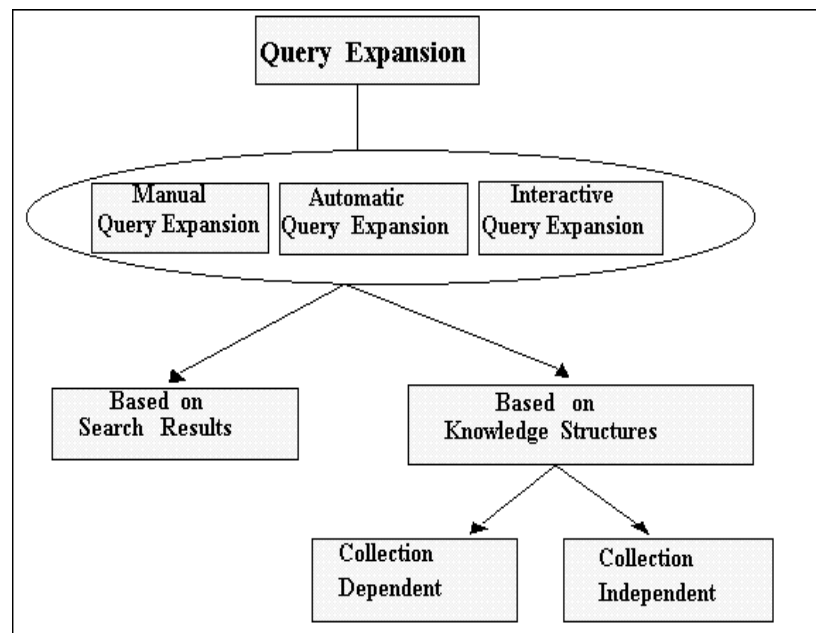 Query Expansion
Manual
Query Expansion
Automatic
Query Expansion
Interactive
Query Expansion
Based on
Search Results
Based on
Knowledge Structures
Collection
Dependent
Collection
Independent